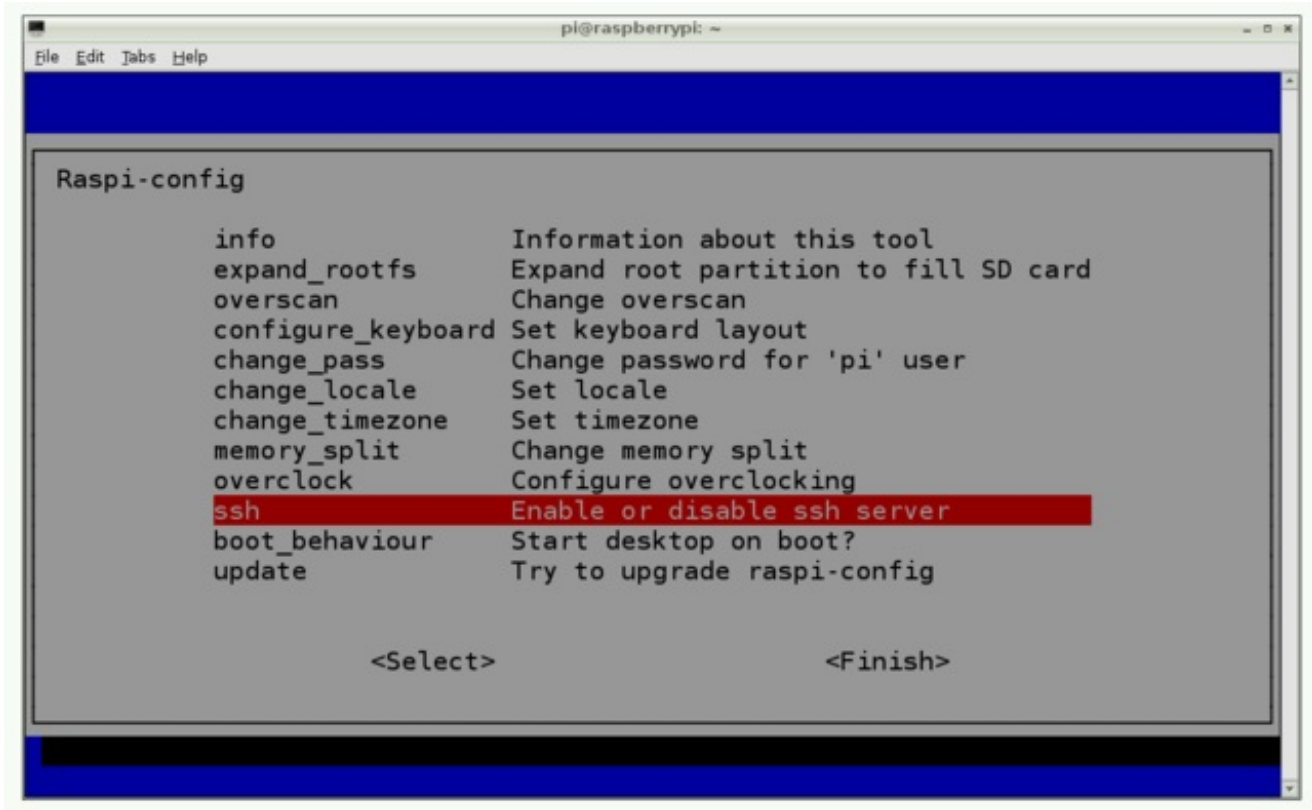 pi@raspberrypi: ~
File Edit Tabs Help
Raspi-config
info Information about this tool
expand_rootfs Expand root partition to fill SD card
overscan Change overscan
configure_keyboard Set keyboard layout
change_pass Change password for 'pi' user
change_locale Set locale
change_timezone Set timezone
memory_split Change memory split
overclock Configure overclocking
ssh Enable or disable ssh server
boot_behaviour Start desktop on boot?
update Try to upgrade raspi-config
<Select> <Finish>